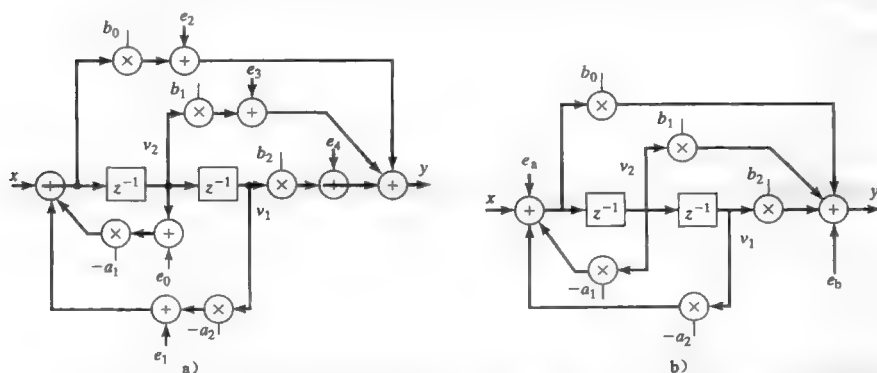 e₂
b₀
e₃
b₁
v₂
b₂
e₄
x
z⁻¹
z⁻¹
y
v₁
-a₁
e₀
-a₂
e₁
a）
b₀
b₁
eₐ
v₂
b₂
x
z⁻¹
z⁻¹
y
v₁
-a₁
e_b
-a₂
b）